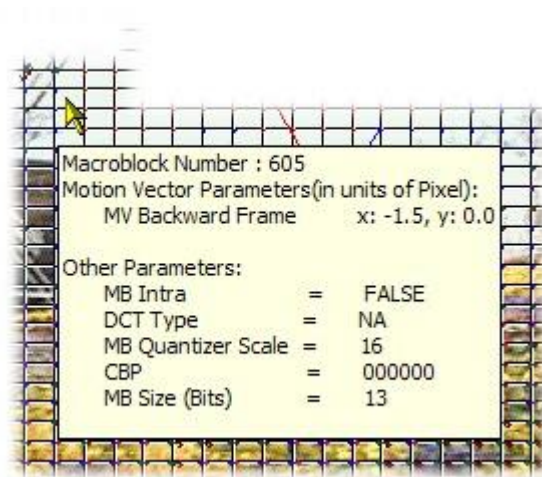 Macroblock Number : 605
Motion Vector Parameters(in units of Pixel):
MV Backward Frame x: -1.5, y: 0.0
Other Parameters:
MB Intra = FALSE
DCT Type = NA
MB Quantizer Scale = 16
CBP = 000000
MB Size (Bits) = 13